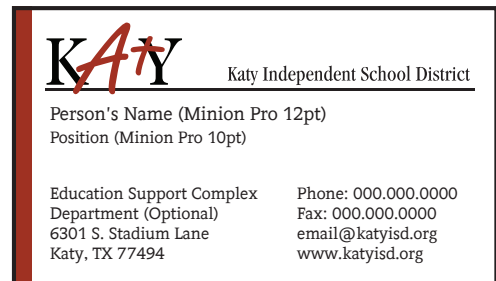 KAtY
Katy Independent School District
Person's Name (Minion Pro 12pt)
Position (Minion Pro 10pt)
Education Support Complex
Department (Optional)
6301 S. Stadium Lane
Katy, TX 77494
Phone: 000.000.0000
Fax: 000.000.0000
email@katyisd.org
www.katyisd.org